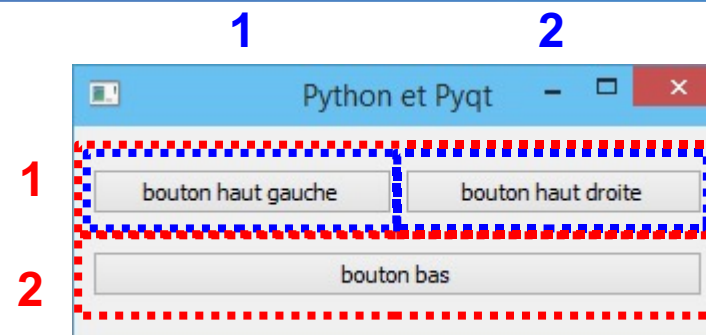 1 2
Python et Pyqt
1 bouton haut gauche bouton haut droite
2 bouton bas